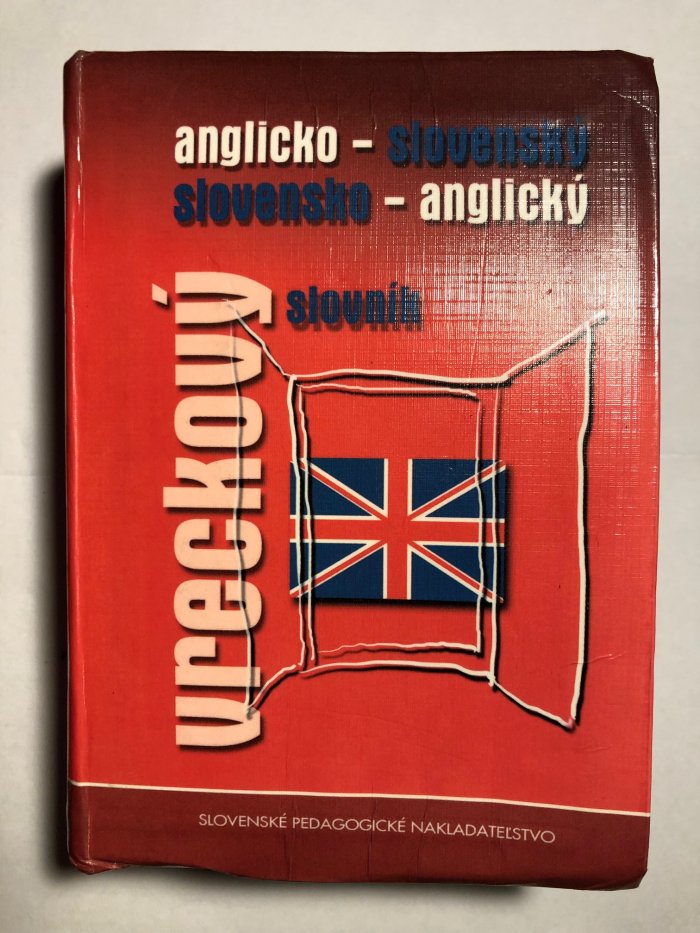 anglicko – slovenský
slovensko – anglický
vreckový
slovník
SLOVENSKÉ PEDAGOGICKÉ NAKLADATEĽSTVO